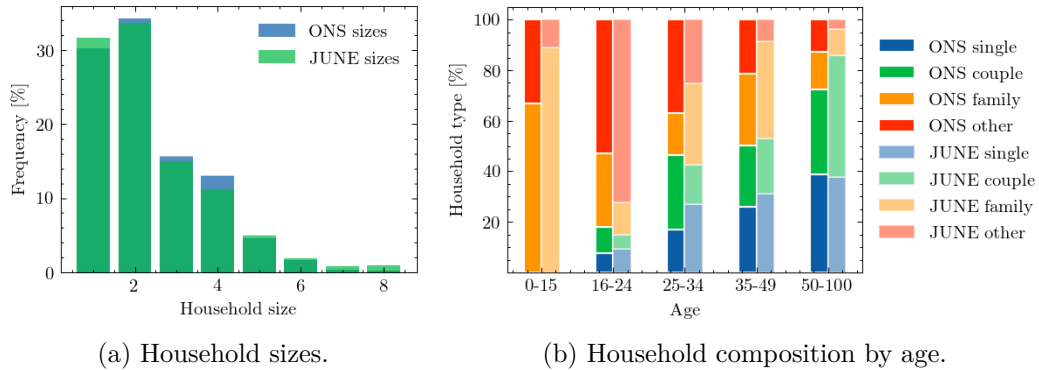 ONS sizes
JUNE sizes
Frequency [%]
30
20
10
0
2 4 6 8
Household size
(a) Household sizes.
Household type [%]
100
80
60
40
20
0-15 16-24 25-34 35-49 50-100
Age
ONS single
ONS couple
ONS family
ONS other
JUNE single
JUNE couple
JUNE family
JUNE other
(b) Household composition by age.